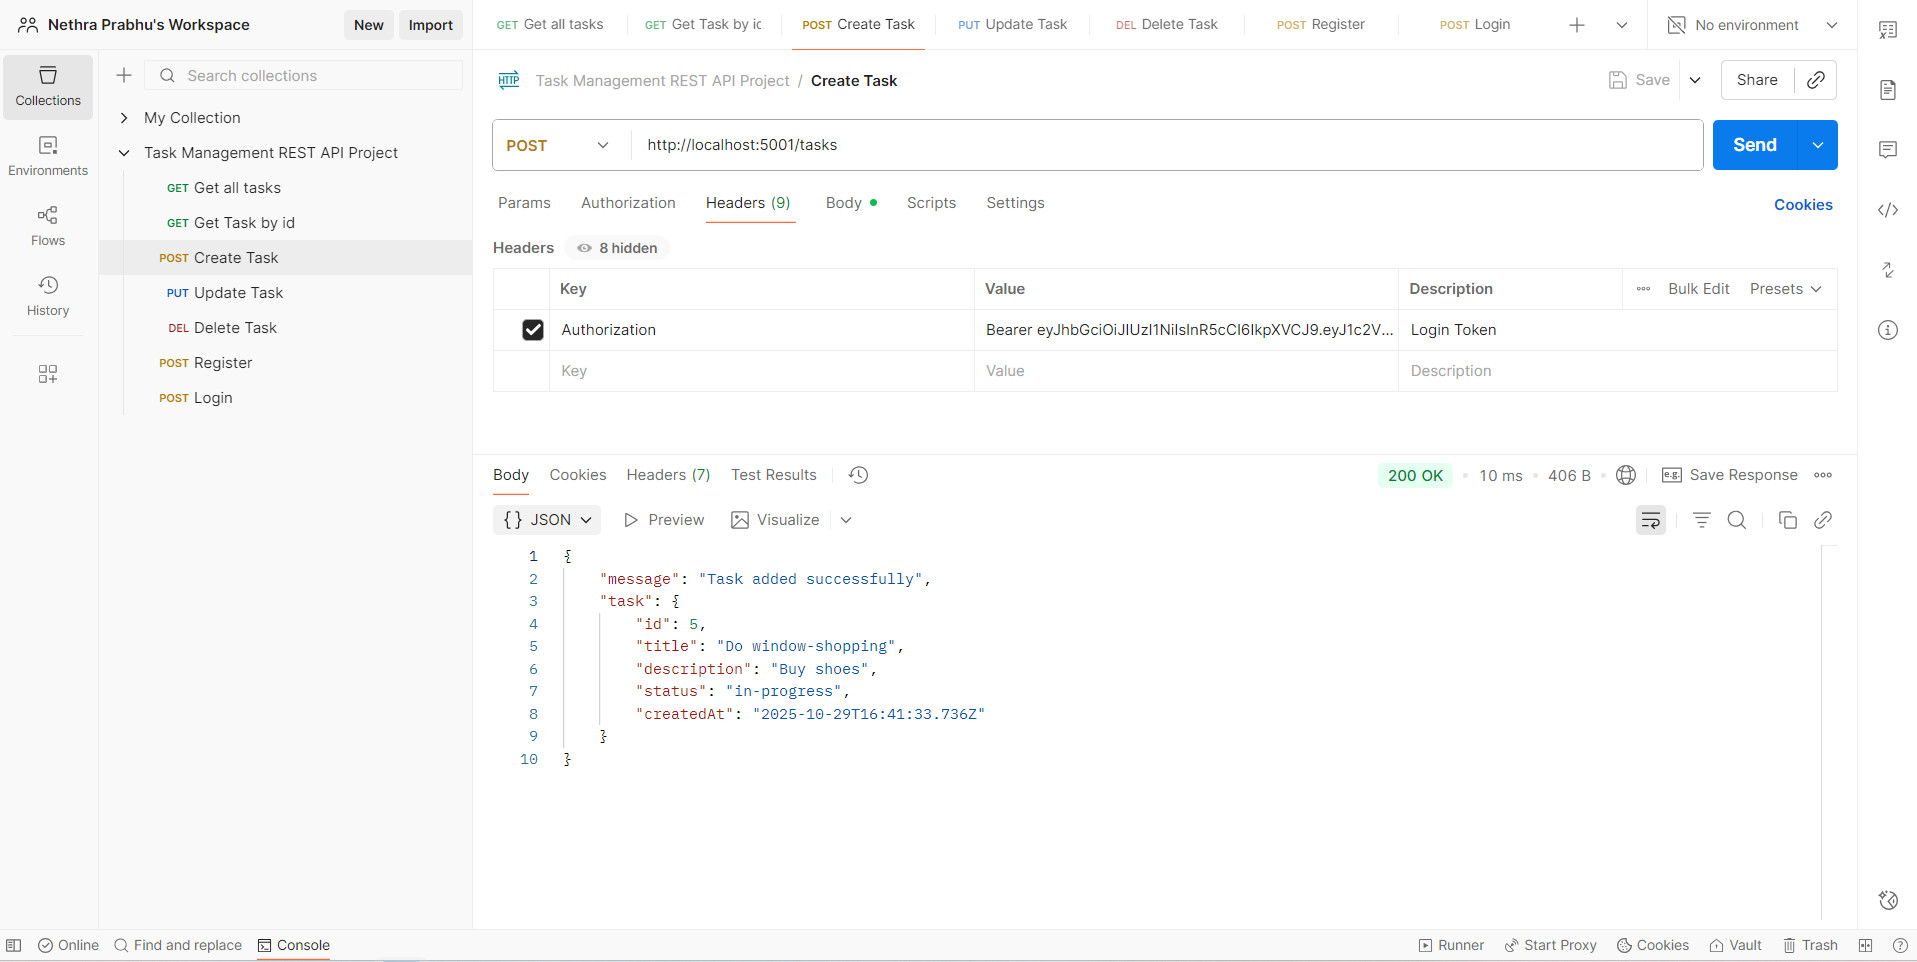 Nethra Prabhu's Workspace
New
Import
GET Get all tasks
GET Get Task by ic
POST Create Task
PUT Update Task
DEL Delete Task
POST Register
POST Login
No environment
Collections
Environments
Flows
History
Search collections
My Collection
Task Management REST API Project
GET Get all tasks
GET Get Task by id
POST Create Task
PUT Update Task
DEL Delete Task
POST Register
POST Login
HTTP Task Management REST API Project / Create Task
Save
Share
POST http://localhost:5001/tasks
Send
Params
Authorization
Headers (9)
Body
Scripts
Settings
Cookies
Headers 8 hidden
Key Value Description
Bulk Edit Presets
Authorization Bearer eyJhbGciOiJIUzI1NiIsInR5cCI6IkpXVCJ9.eyJ1c2V... Login Token
Key Value Description
Body Cookies Headers (7) Test Results
200 OK 10 ms 406 B
e.g. Save Response
{} JSON Preview Visualize
1 {
2 "message": "Task added successfully",
3 "task": {
4 "id": 5,
5 "title": "Do window-shopping",
6 "description": "Buy shoes",
7 "status": "in-progress",
8 "createdAt": "2025-10-29T16:41:33.736Z"
9 }
10 }
Online Find and replace Console
Runner Start Proxy Cookies Vault Trash